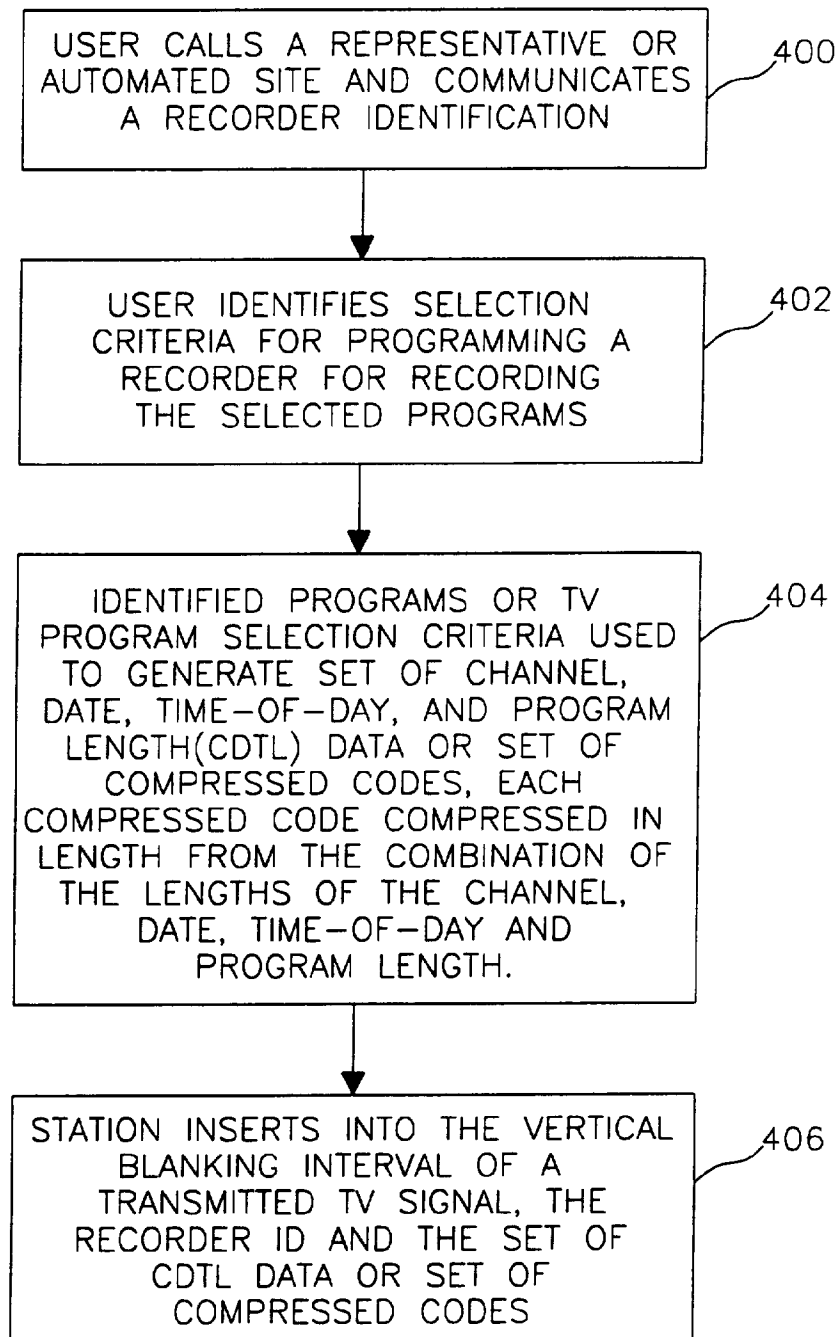 USER CALLS A REPRESENTATIVE OR
AUTOMATED SITE AND COMMUNICATES
A RECORDER IDENTIFICATION
400
USER IDENTIFIES SELECTION
CRITERIA FOR PROGRAMMING A
RECORDER FOR RECORDING
THE SELECTED PROGRAMS
402
IDENTIFIED PROGRAMS OR TV
PROGRAM SELECTION CRITERIA USED
TO GENERATE SET OF CHANNEL,
DATE, TIME-OF-DAY, AND PROGRAM
LENGTH(CDTL) DATA OR SET OF
COMPRESSED CODES, EACH
COMPRESSED CODE COMPRESSED IN
LENGTH FROM THE COMBINATION OF
THE LENGTHS OF THE CHANNEL,
DATE, TIME-OF-DAY AND
PROGRAM LENGTH.
404
STATION INSERTS INTO THE VERTICAL
BLANKING INTERVAL OF A
TRANSMITTED TV SIGNAL, THE
RECORDER ID AND THE SET OF
CDTL DATA OR SET OF
COMPRESSED CODES
406